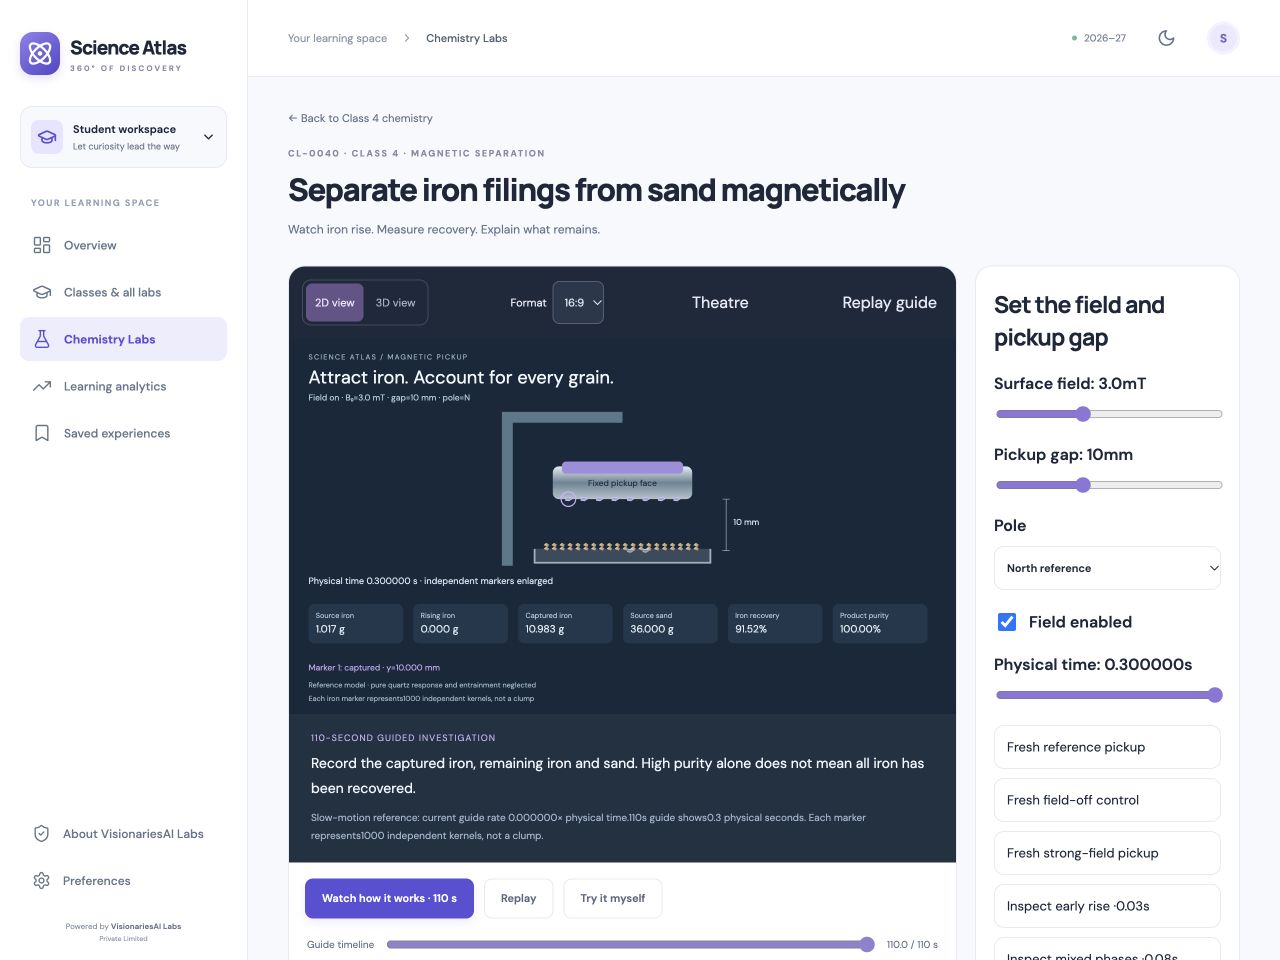 Science Atlas
360° OF DISCOVERY
Student workspace
Let curiosity lead the way
YOUR LEARNING SPACE
Overview
Classes & all labs
Chemistry Labs
Learning analytics
Saved experiences
About VisionariesAI Labs
Preferences
Powered by VisionariesAI Labs
Private Limited
Your learning space
Chemistry Labs
2026–27
S
← Back to Class 4 chemistry
CL-0040 · CLASS 4 · MAGNETIC SEPARATION
Separate iron filings from sand magnetically
Watch iron rise. Measure recovery. Explain what remains.
2D view
3D view
Format
16:9
Theatre
Replay guide
SCIENCE ATLAS / MAGNETIC PICKUP
Attract iron. Account for every grain.
Field on · B₀=3.0 mT · gap=10 mm · pole=N
Fixed pickup face
10 mm
Physical time 0.300000 s · independent markers enlarged
Source iron
1.017 g
Rising iron
0.000 g
Captured iron
10.983 g
Source sand
36.000 g
Iron recovery
91.52%
Product purity
100.00%
Marker 1: captured · y=10.000 mm
Reference model · pure quartz response and entrainment neglected
Each iron marker represents1000 independent kernels, not a clump
110-SECOND GUIDED INVESTIGATION
Record the captured iron, remaining iron and sand. High purity alone does not mean all iron has
been recovered.
Slow-motion reference: current guide rate 0.000000× physical time.110s guide shows0.3 physical seconds. Each marker
represents1000 independent kernels, not a clump.
Watch how it works · 110 s
Replay
Try it myself
Guide timeline
110.0 / 110 s
Set the field and
pickup gap
Surface field: 3.0mT
Pickup gap: 10mm
Pole
North reference
Field enabled
Physical time: 0.300000s
Fresh reference pickup
Fresh field-off control
Fresh strong-field pickup
Inspect early rise ·0.03s
Inspect mixed phases ·0.08s